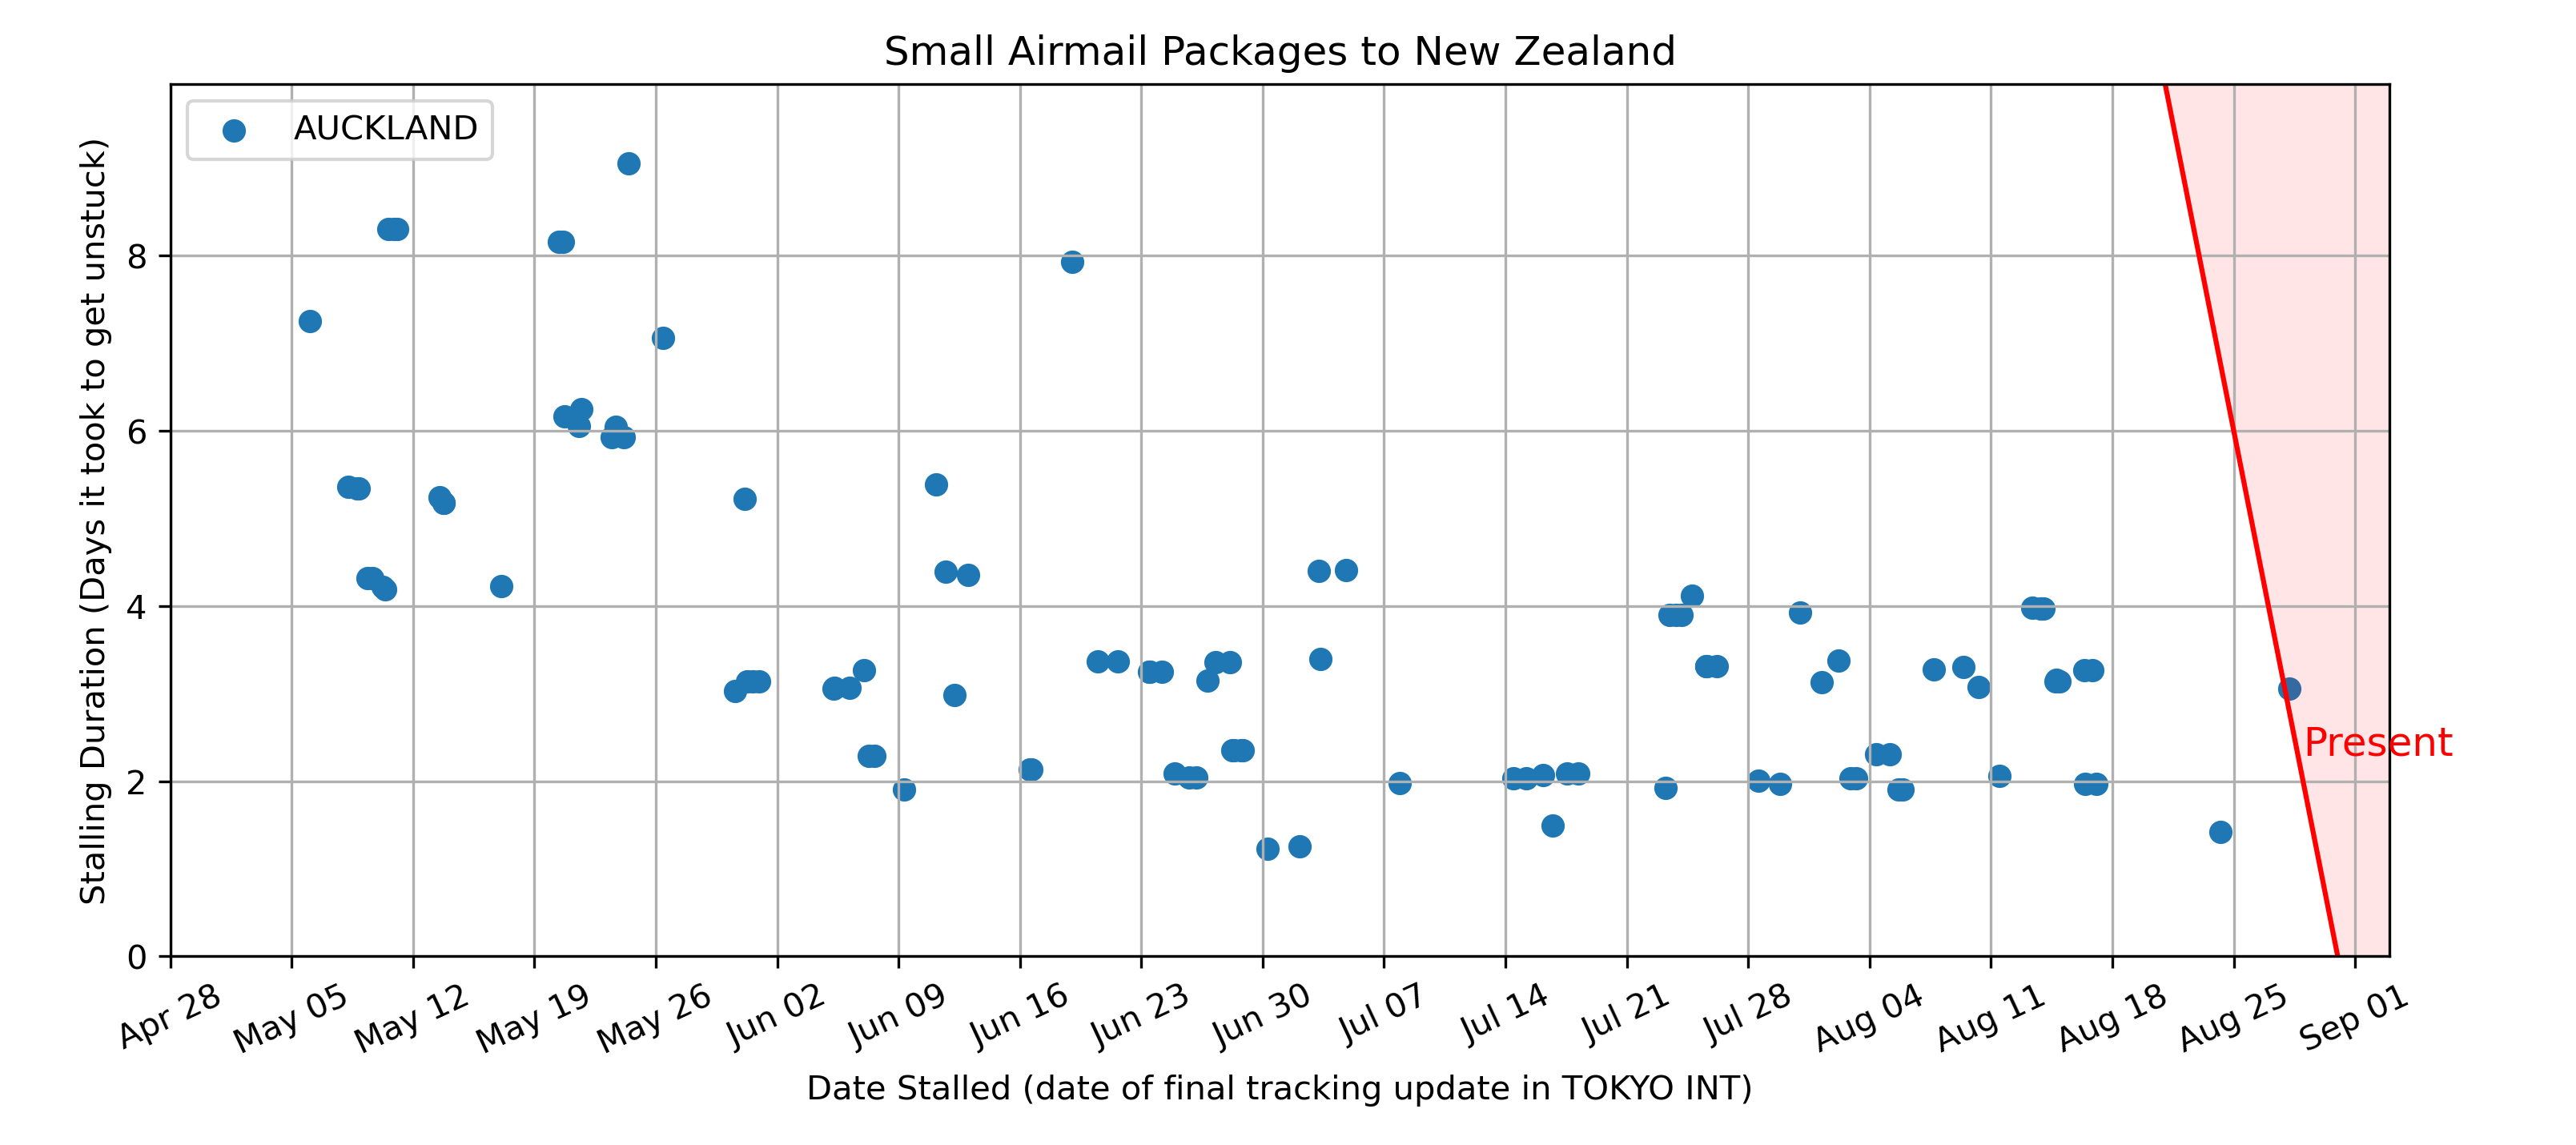 Small Airmail Packages to New Zealand
AUCKLAND
Stalling Duration (Days it took to get unstuck)
8
6
4
2
0
Present
Apr 28
May 05
May 12
May 19
May 26
Jun 02
Jun 09
Jun 16
Jun 23
Jun 30
Jul 07
Jul 14
Jul 21
Jul 28
Aug 04
Aug 11
Aug 18
Aug 25
Sep 01
Date Stalled (date of final tracking update in TOKYO INT)